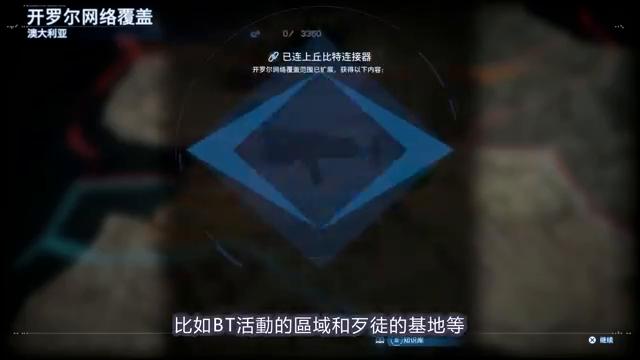 开罗尔网络覆盖
澳大利亚
0/ 3360
已连上丘比特连接器
开罗尔网络覆盖范围已扩展，获得以下内容：
比如BT活動的區域和歹徒的基地等
知识库
继续